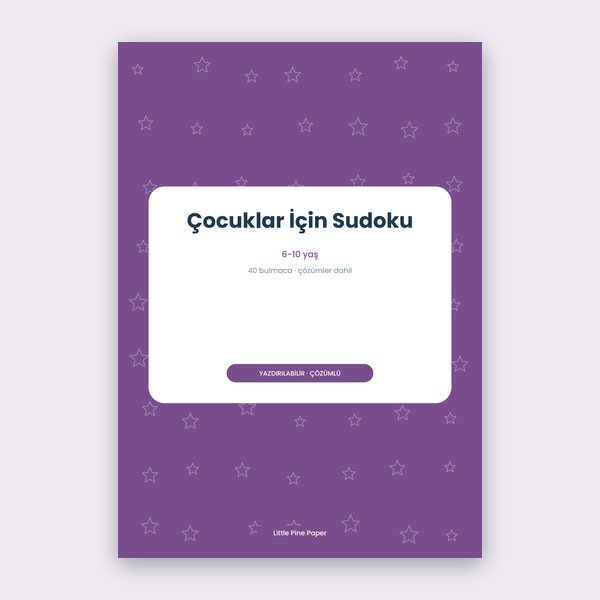 Çocuklar İçin Sudoku
6-10 yaş
40 bulmaca · çözümler dahil
YAZDIRILABİLİR · ÇÖZÜMLÜ
Little Pine Paper